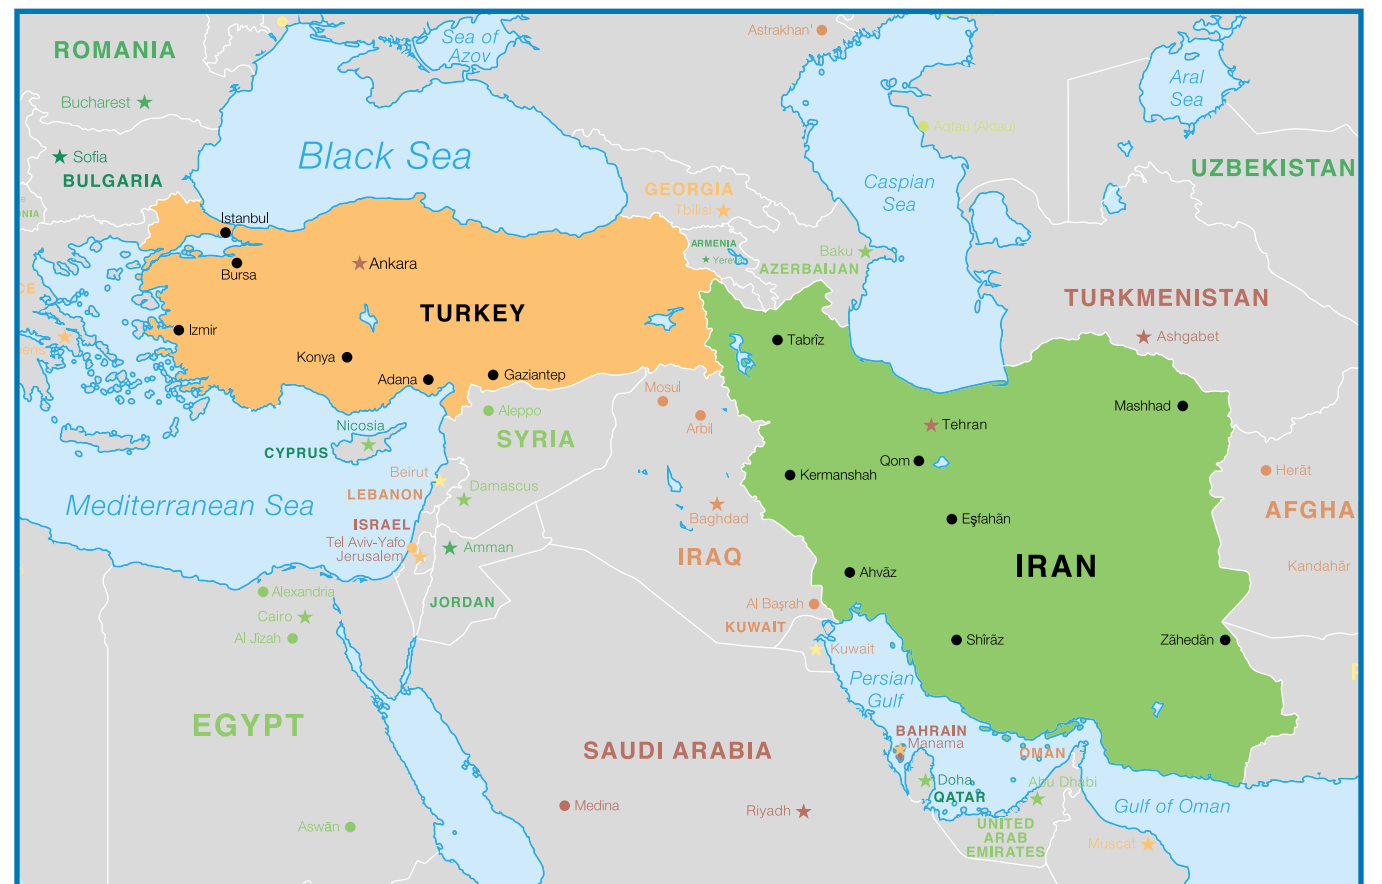 ROMANIA
Bucharest
Sofia
BULGARIA
Black Sea
Sea of
Azov
Astrakhan'
Aqtaū (Aktau)
Aral
Sea
UZBEKISTAN
Caspian
Sea
GEORGIA
Tbilisi
ARMENIA
Yerevan
Baku
AZERBAIJAN
TURKMENISTAN
Ashgabet
Istanbul
Bursa
Ankara
TURKEY
Izmir
Konya
Adana
Gaziantep
Tabrīz
Mosul
Arbil
Aleppo
SYRIA
Nicosia
CYPRUS
Beirut
LEBANON
Damascus
Mediterranean Sea
ISRAEL
Tel Aviv-Yafo
Jerusalem
Amman
JORDAN
Baghdad
IRAQ
Tehran
Mashhad
Qom
Kermanshah
Eşfahān
IRAN
Ahvāz
Shīrāz
Zāhedān
Herāt
AFGHA
Kandahār
Al Başrah
KUWAIT
Kuwait
Persian
Gulf
Alexandria
Cairo
Al Jīzah
EGYPT
Aswān
SAUDI ARABIA
Medina
Riyadh
BAHRAIN
Manama
Doha
QATAR
OMAN
Abu Dhabi
UNITED
ARAB
EMIRATES
Gulf of Oman
Muscat